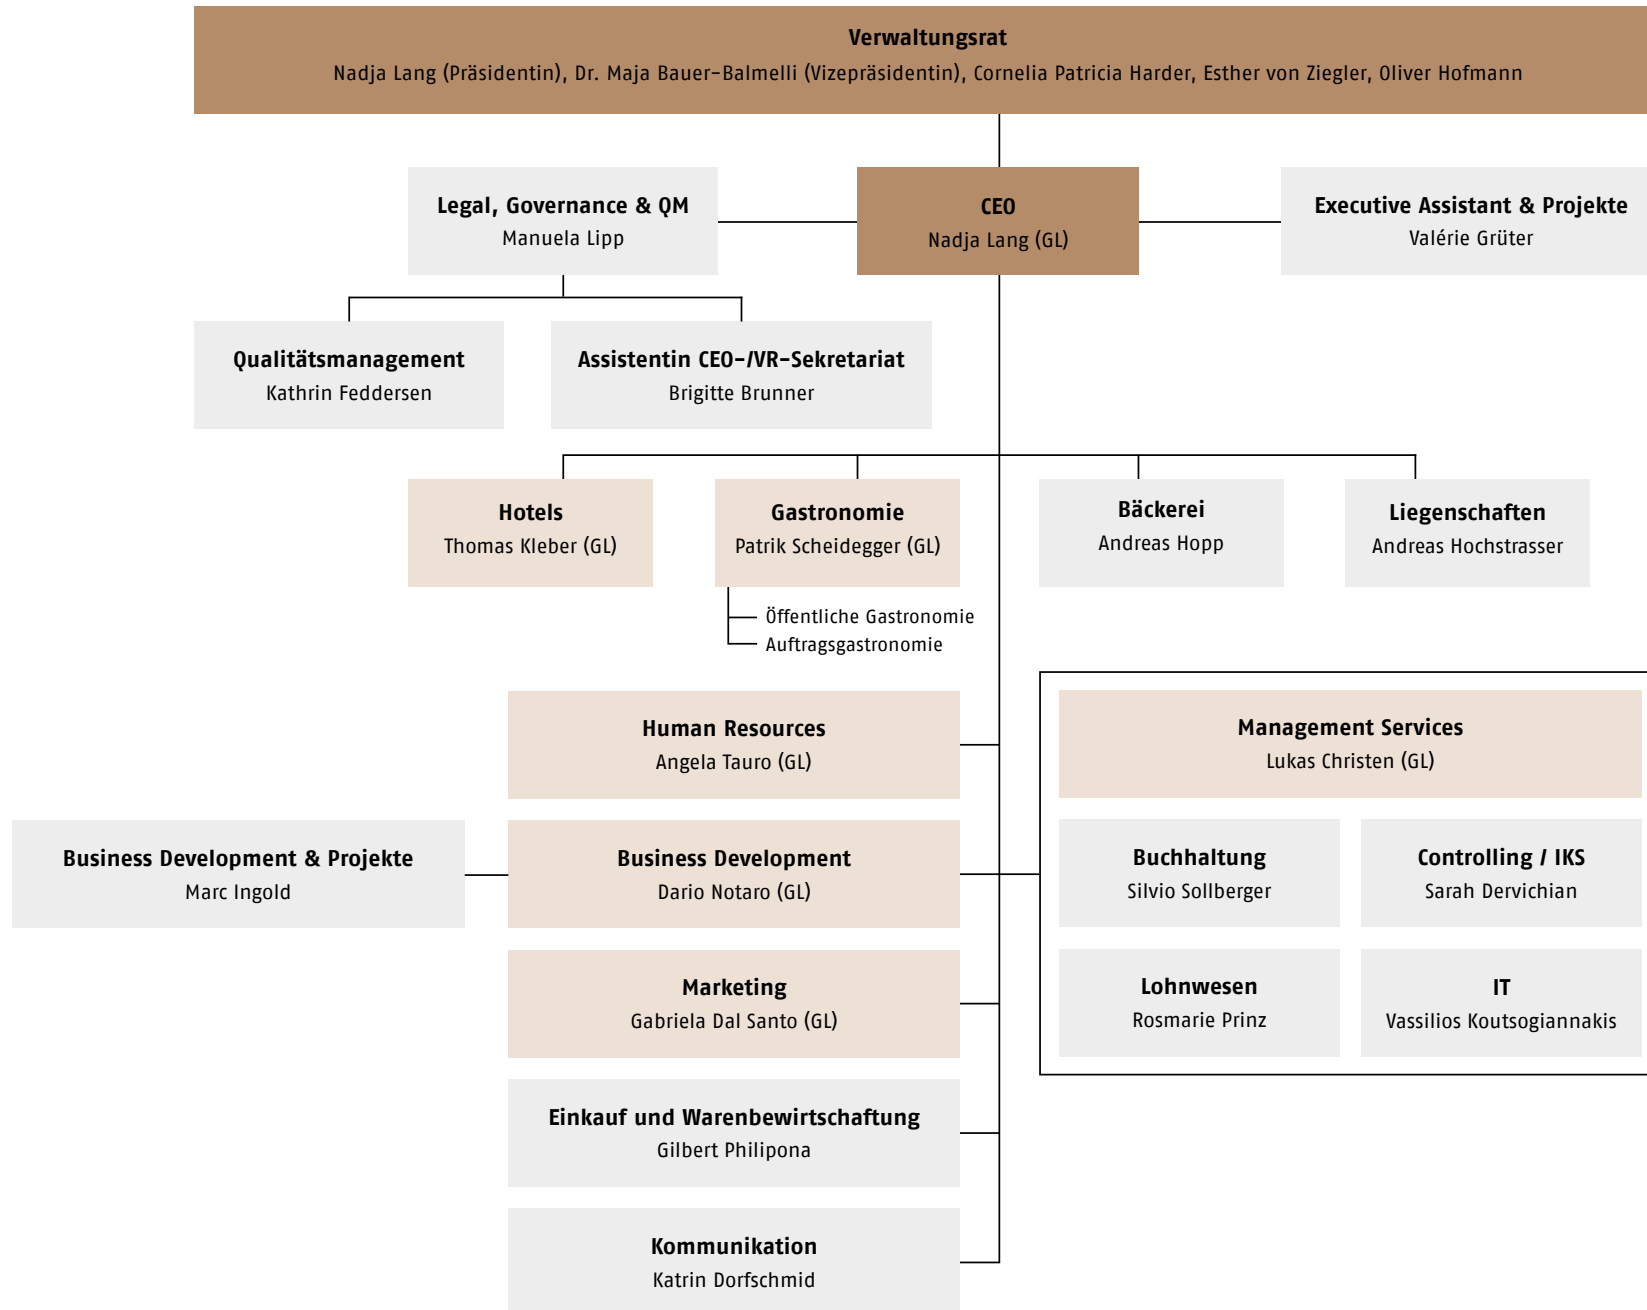 Verwaltungsrat
Nadja Lang (Präsidentin), Dr. Maja Bauer-Balmelli (Vizepräsidentin), Cornelia Patricia Harder, Esther von Ziegler, Oliver Hofmann
Legal, Governance & QM
Manuela Lipp
CEO
Nadja Lang (GL)
Executive Assistant & Projekte
Valérie Grüter
Qualitätsmanagement
Kathrin Feddersen
Assistentin CEO-/VR-Sekretariat
Brigitte Brunner
Hotels
Thomas Kleber (GL)
Gastronomie
Patrik Scheidegger (GL)
Öffentliche Gastronomie
Auftragsgastronomie
Bäckerei
Andreas Hopp
Liegenschaften
Andreas Hochstrasser
Human Resources
Angela Tauro (GL)
Business Development & Projekte
Marc Ingold
Business Development
Dario Notaro (GL)
Marketing
Gabriela Dal Santo (GL)
Einkauf und Warenbewirtschaftung
Gilbert Philipona
Kommunikation
Katrin Dorfschmid
Management Services
Lukas Christen (GL)
Buchhaltung
Silvio Sollberger
Controlling / IKS
Sarah Dervichian
Lohnwesen
Rosmarie Prinz
IT
Vassilios Koutsogiannakis